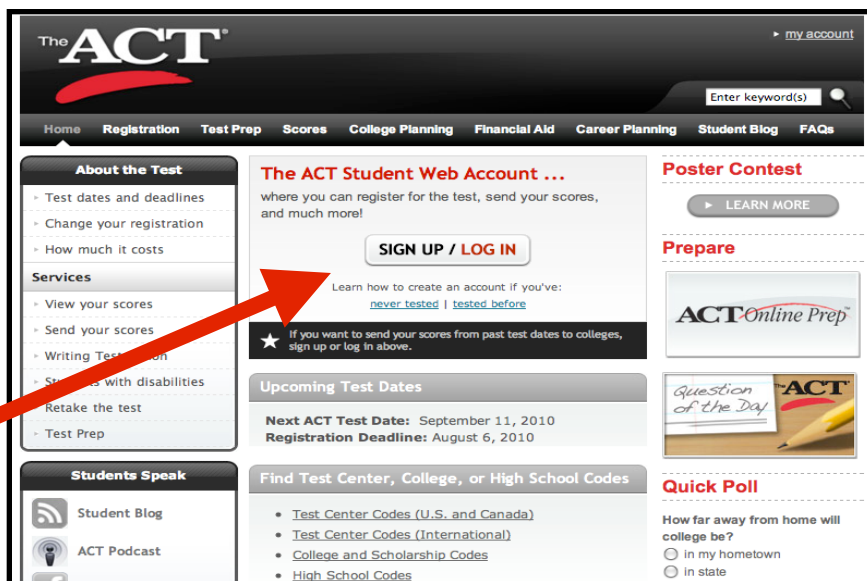 The ACT®
my account
Enter keyword(s)
Home Registration Test Prep Scores College Planning Financial Aid Career Planning Student Blog FAQs
About the Test
Test dates and deadlines
Change your registration
How much it costs
Services
View your scores
Send your scores
Writing
with disabilities
Retake the test
Test Prep
Students Speak
Student Blog
ACT Podcast
The ACT Student Web Account ...
where you can register for the test, send your scores,
and much more!
SIGN UP / LOG IN
Learn how to create an account if you've:
never tested | tested before
If you want to send your scores from past test dates to colleges,
sign up or log in above.
Upcoming Test Dates
Next ACT Test Date: September 11, 2010
Registration Deadline: August 6, 2010
Find Test Center, College, or High School Codes
Test Center Codes (U.S. and Canada)
Test Center Codes (International)
College and Scholarship Codes
High School Codes
Poster Contest
LEARN MORE
Prepare
ACT Online Prep™
Question
of the Day
The ACT
Quick Poll
How far away from home will
college be?
in my hometown
in state